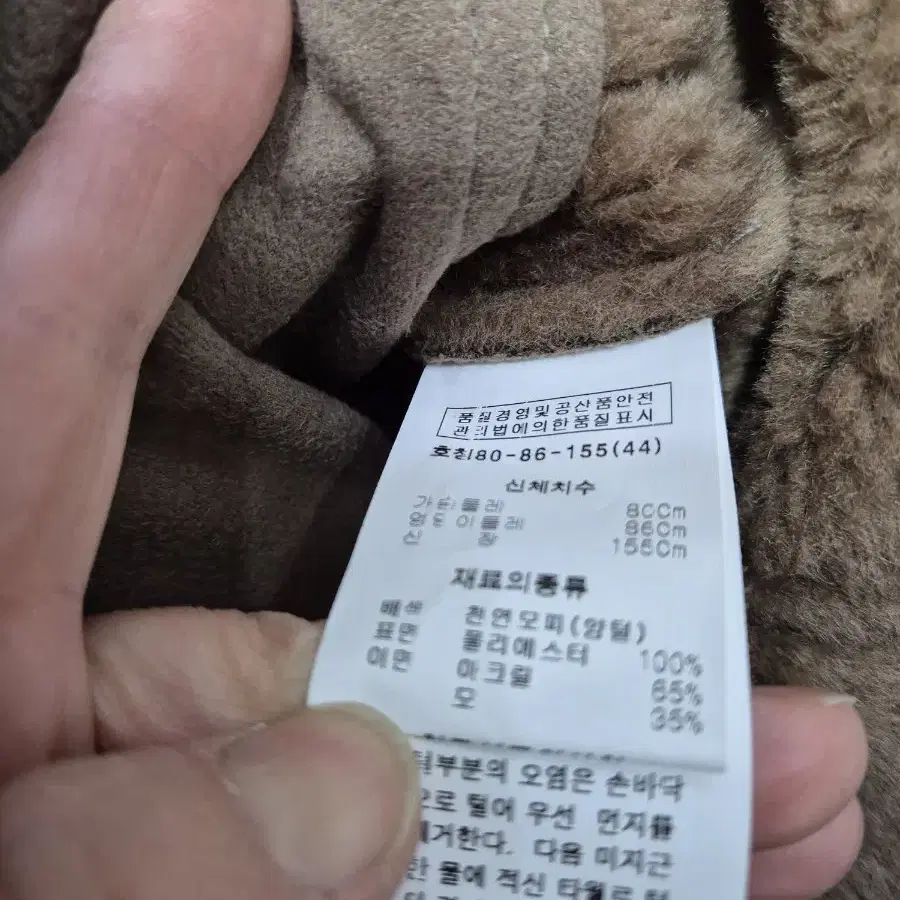 품질경영및공산품안전
관리법에의한품질표시
호칭80-86-155(44)
신체치수
가슴둘레 80Cm
엉덩이둘레 86Cm
신 장 155Cm
재료의종류
배색 천연모피(양털)
표면 폴리에스터 100%
이면 아크릴 65%
모 35%
털부분의 오염은 손바닥
으로 털어 우선 먼지를
제거한다. 다음 미지근
한 물에 적신 타월로